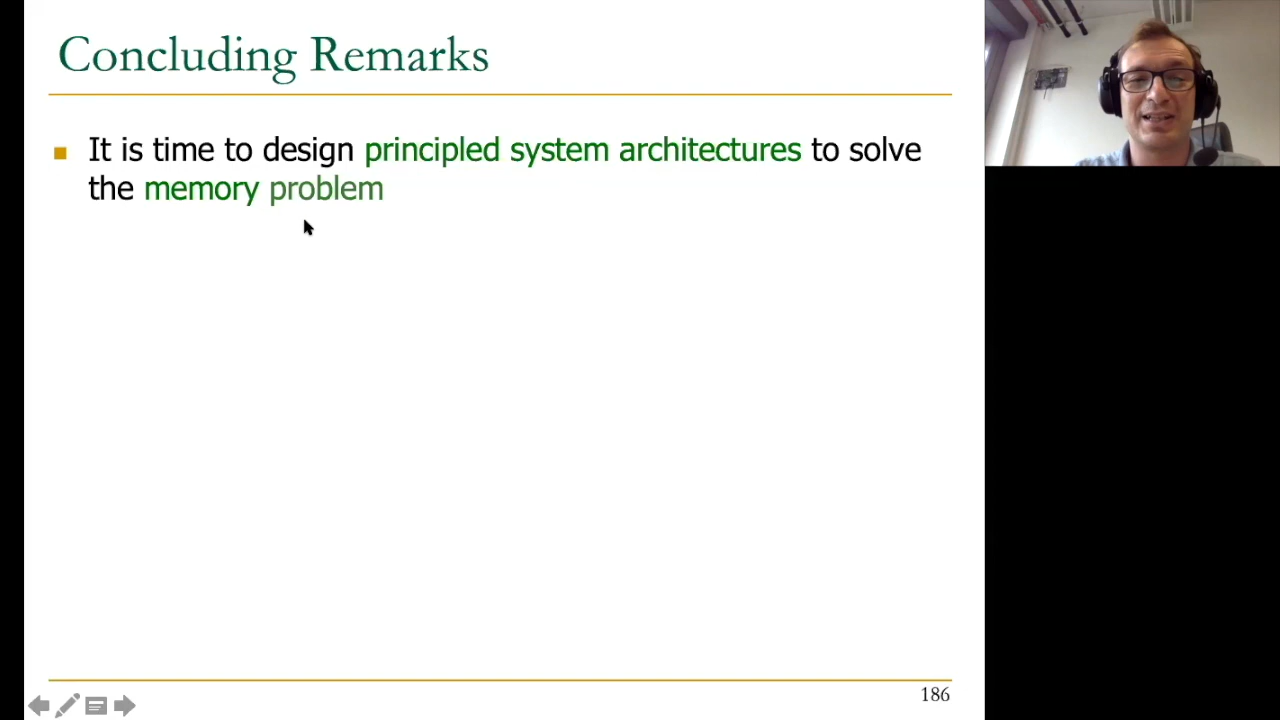 Concluding Remarks
It is time to design principled system architectures to solve
the memory problem
186